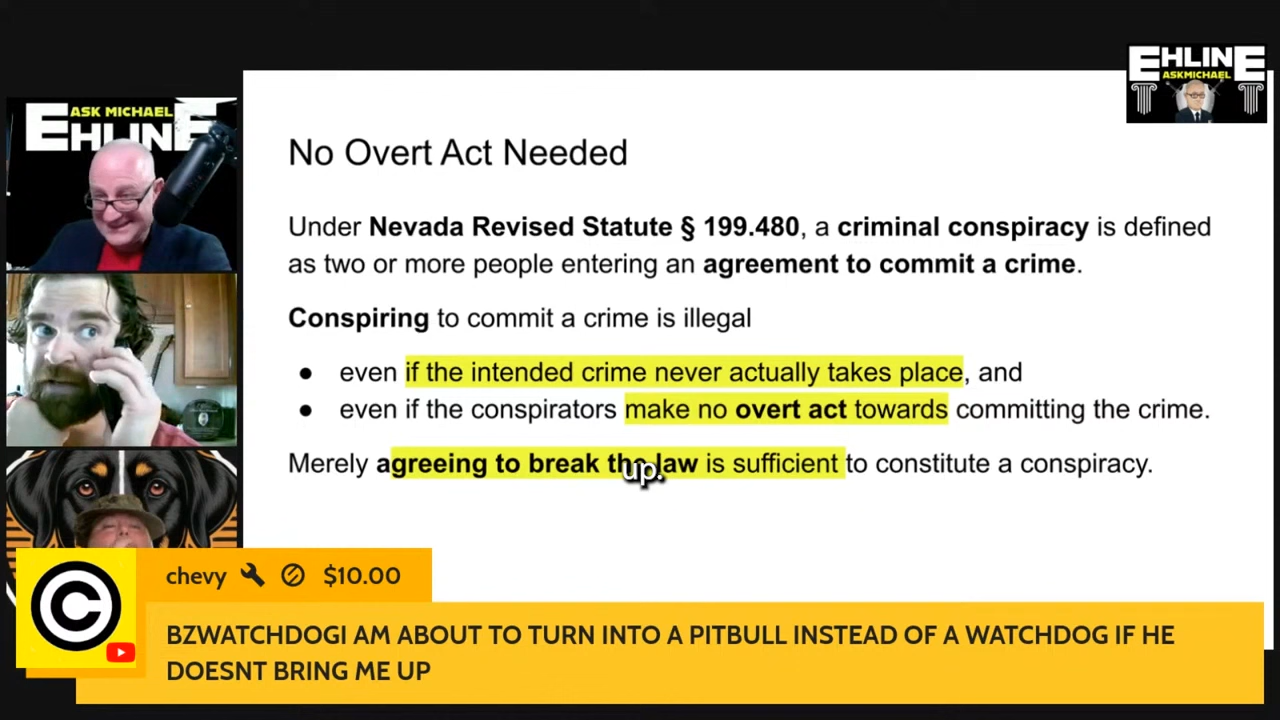 EHLINE
ASKMICHAEL
ASK MICHAEL
EHLINE
No Overt Act Needed
Under Nevada Revised Statute § 199.480, a criminal conspiracy is defined
as two or more people entering an agreement to commit a crime.
Conspiring to commit a crime is illegal
● even if the intended crime never actually takes place, and
● even if the conspirators make no overt act towards committing the crime.
Merely agreeing to break the law is sufficient to constitute a conspiracy.
up.
chevy $10.00
BZWATCHDOGI AM ABOUT TO TURN INTO A PITBULL INSTEAD OF A WATCHDOG IF HE
DOESNT BRING ME UP